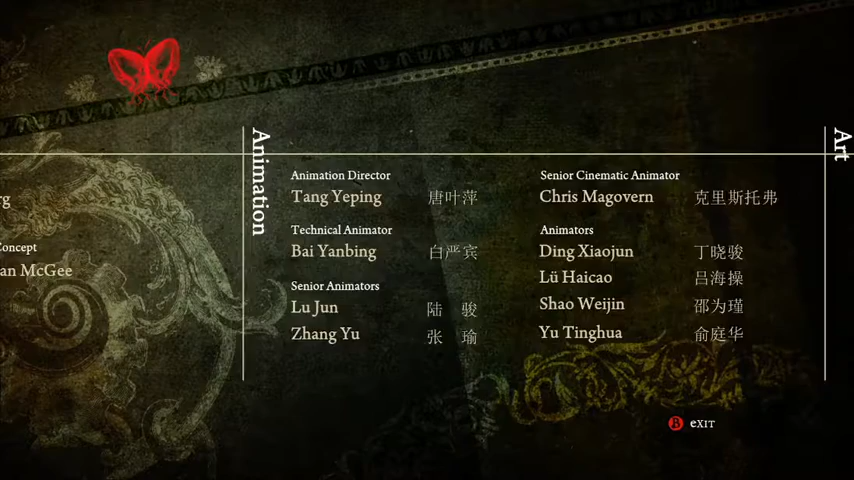 rg
Concept
an McGee
Animation
Animation Director
Tang Yeping 唐叶萍
Technical Animator
Bai Yanbing 白严宾
Senior Animators
Lu Jun 陆 骏
Zhang Yu 张 瑜
Senior Cinematic Animator
Chris Magovern 克里斯托弗
Animators
Ding Xiaojun 丁晓骏
Lü Haicao 吕海操
Shao Weijin 邵为瑾
Yu Tinghua 俞庭华
Art
B eXIT